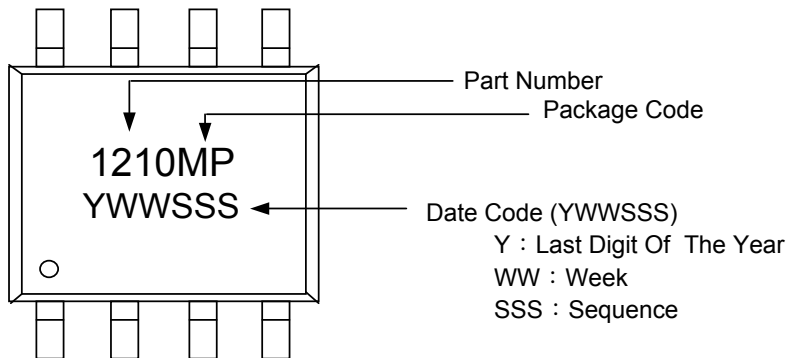 Part Number
Package Code
1210MP
YWWSSS
Date Code (YWWSSS)
Y：Last Digit Of The Year
WW：Week
SSS：Sequence